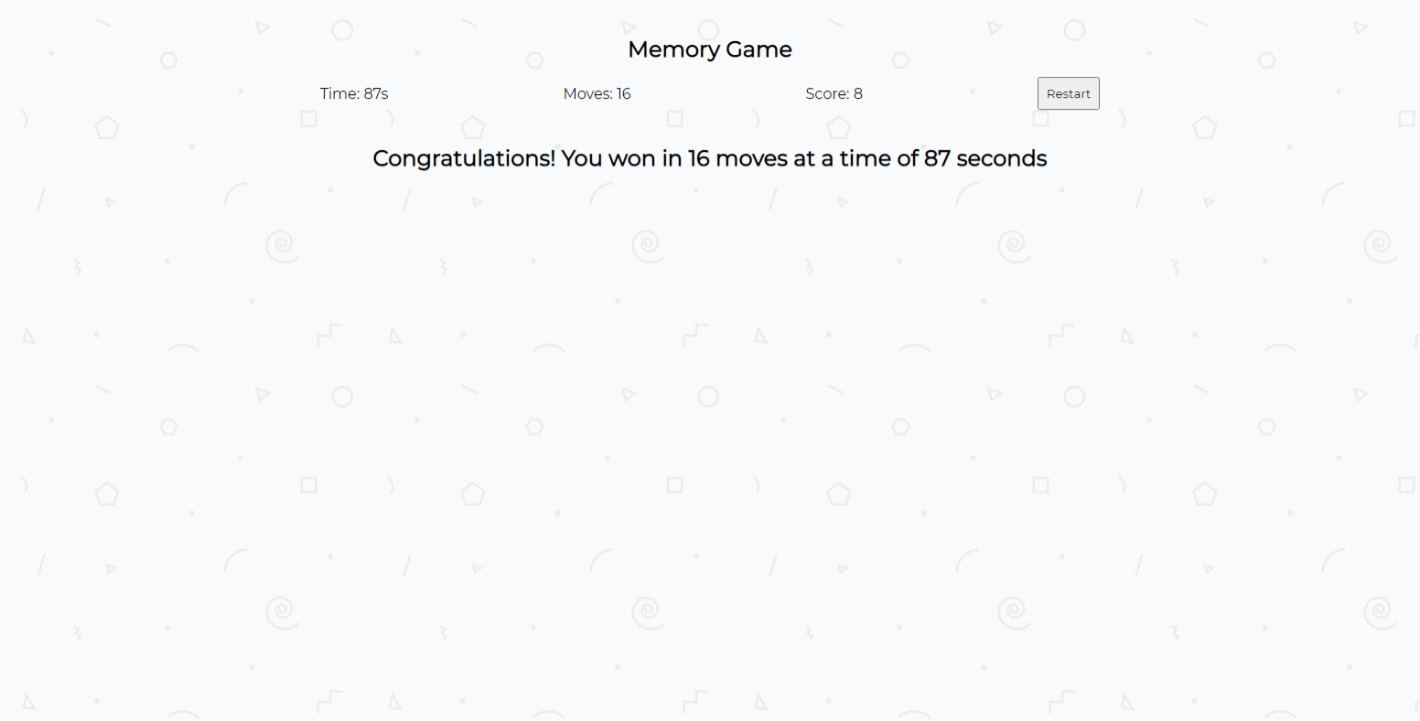 Memory Game
Time: 87s Moves: 16 Score: 8 Restart
Congratulations! You won in 16 moves at a time of 87 seconds